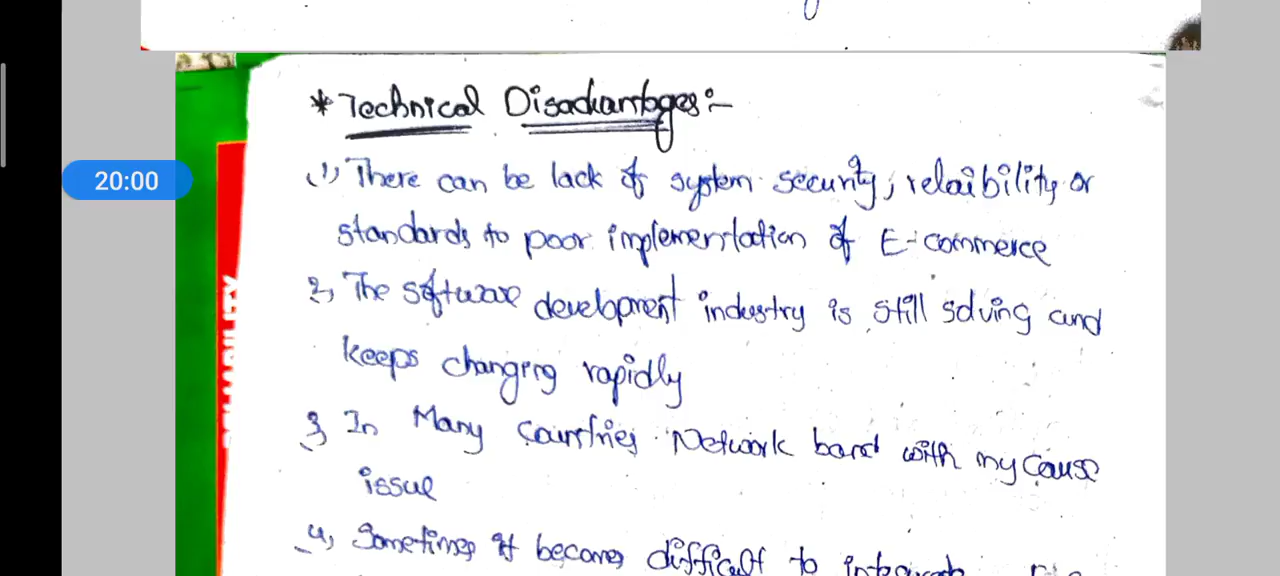 * Technical Disadvantages :-
20:00
(1) There can be lack of system security, relaibility or
standards to poor implementation of E-commerce
2, The software development industry is still solving and
keeps changing rapidly
3, In Many Countries Network band with my cause
issue
4, Sometimes it becomes difficult to integrate